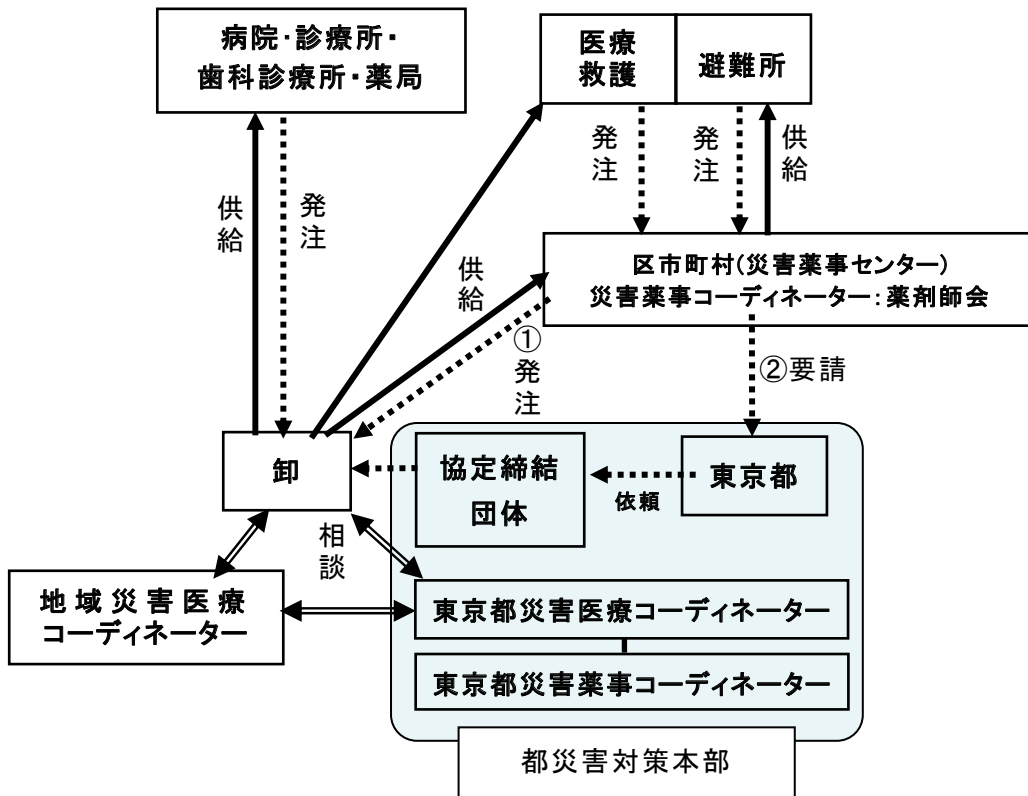 病院・診療所・
歯科診療所・薬局
医療
救護
避難所
供給
発注
発注
発注
供給
区市町村(災害薬事センター)
災害薬事コーディネーター：薬剤師会
供給
①発注
②要請
卸
協定締結
団体
依頼
東京都
相談
地域災害医療
コーディネーター
東京都災害医療コーディネーター
東京都災害薬事コーディネーター
都災害対策本部